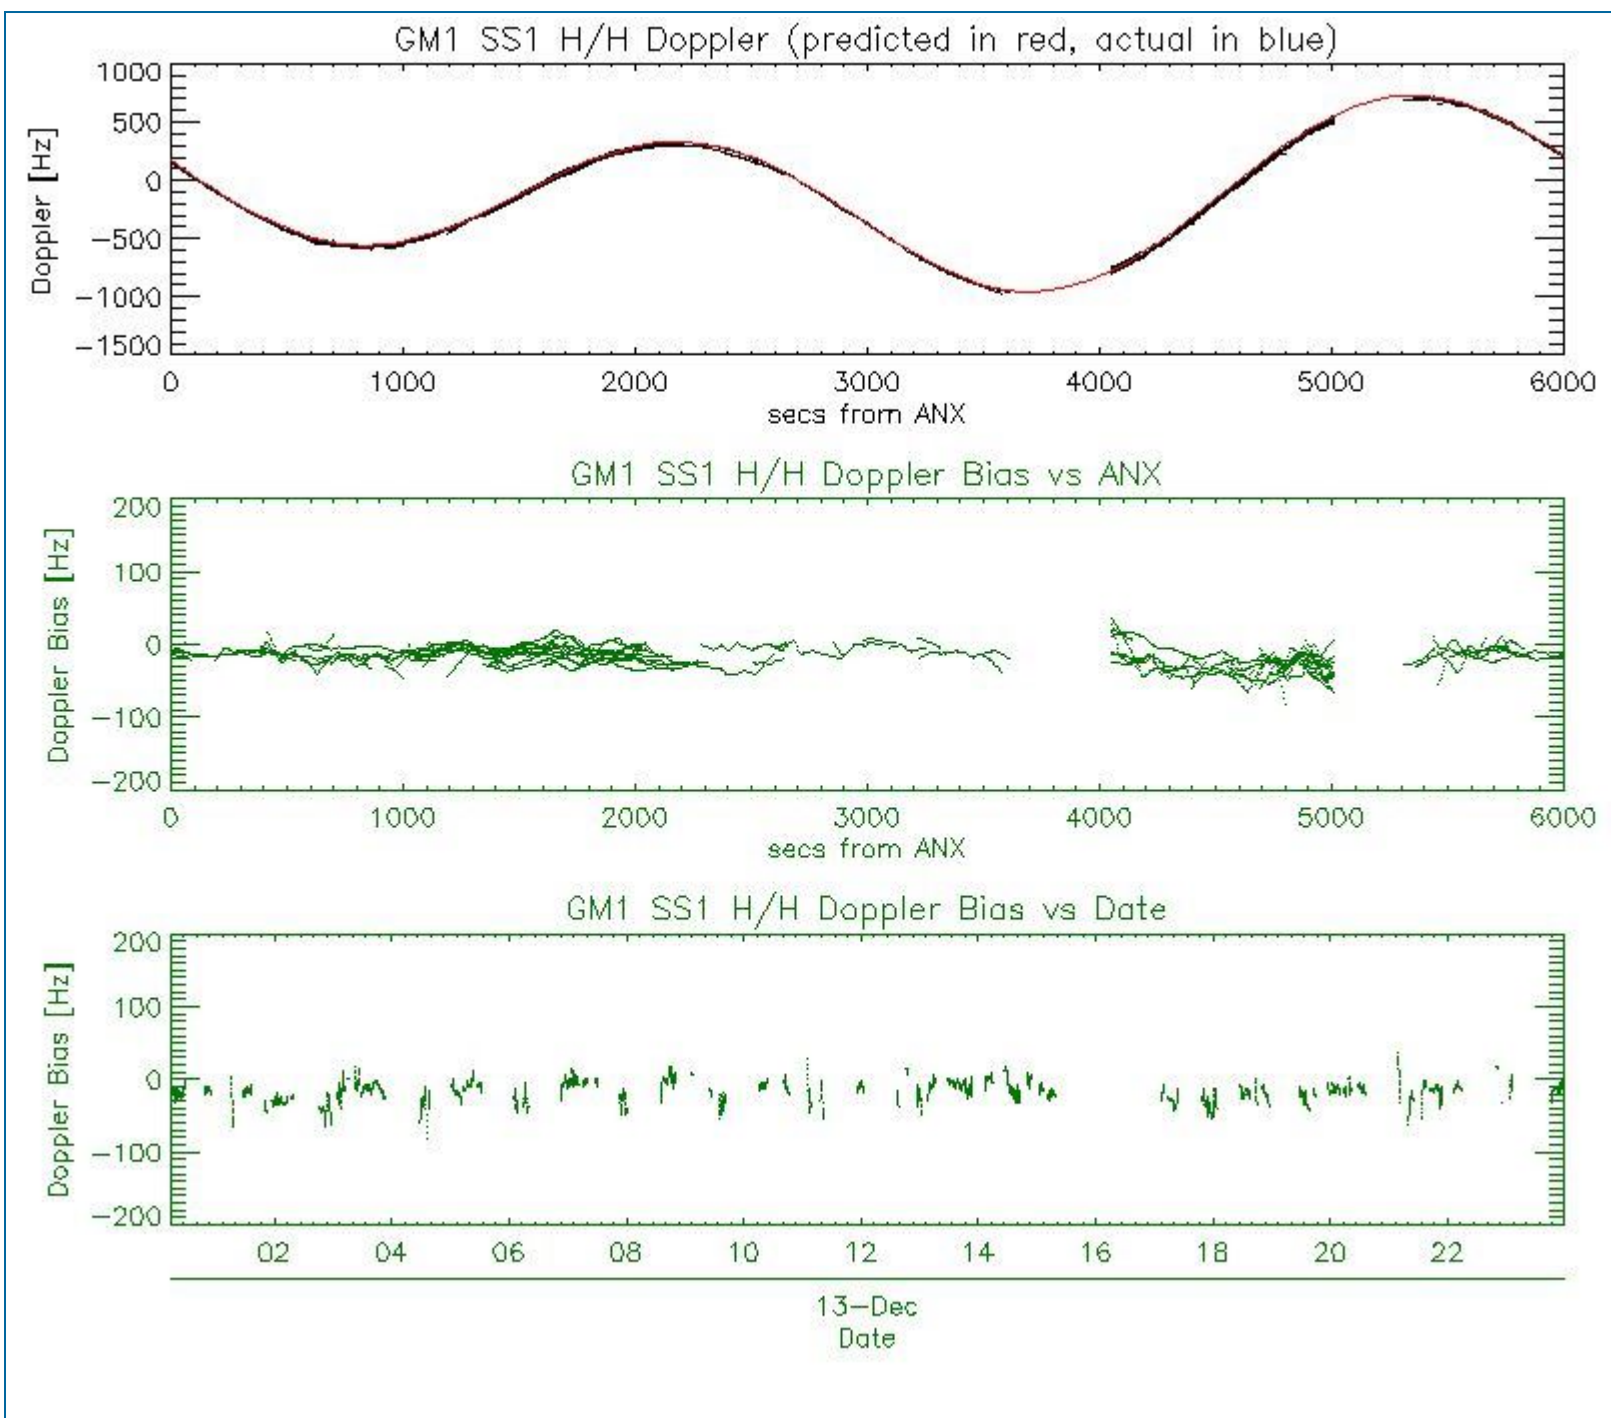 GM1 SS1 H/H Doppler (predicted in red, actual in blue)
1000
500
0
-500
-1000
-1500
Doppler [Hz]
0 1000 2000 3000 4000 5000 6000
secs from ANX
GM1 SS1 H/H Doppler Bias vs ANX
200
100
0
-100
-200
Doppler Bias [Hz]
0 1000 2000 3000 4000 5000 6000
secs from ANX
GM1 SS1 H/H Doppler Bias vs Date
200
100
0
-100
-200
Doppler Bias [Hz]
02 04 06 08 10 12 14 16 18 20 22
13-Dec
Date